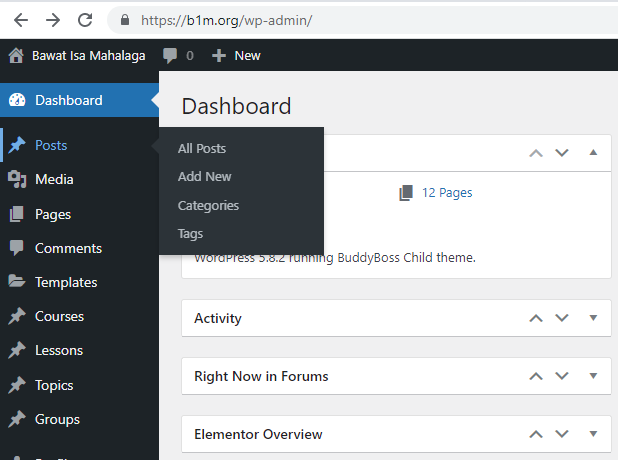 https://b1m.org/wp-admin/
Bawat Isa Mahalaga 0 New
Dashboard
Posts
Media
Pages
Comments
Templates
Courses
Lessons
Topics
Groups
All Posts
Add New
Categories
Tags
Dashboard
12 Pages
WordPress 5.8.2 running BuddyBoss Child theme.
Activity
Right Now in Forums
Elementor Overview